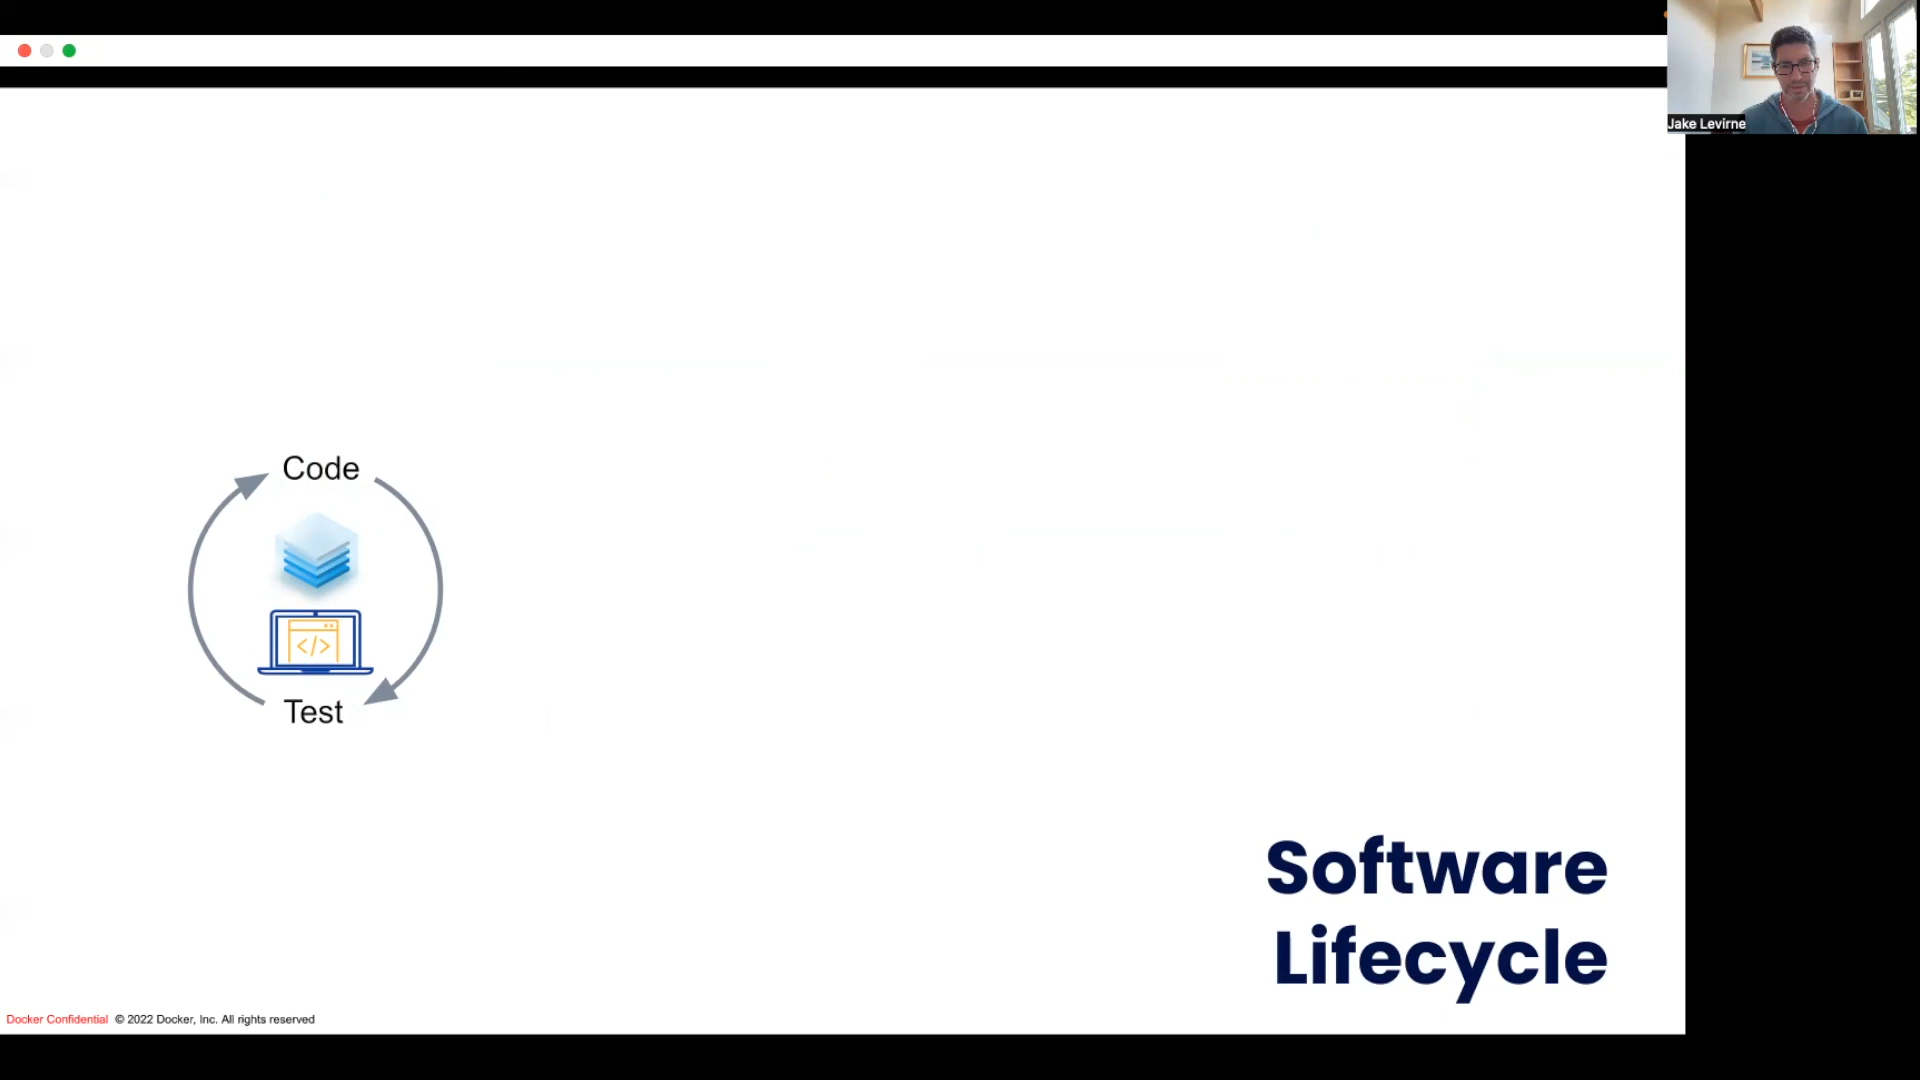 Jake Levirne
Code
</>
Test
Software
Lifecycle
Docker Confidential © 2022 Docker, Inc. All rights reserved